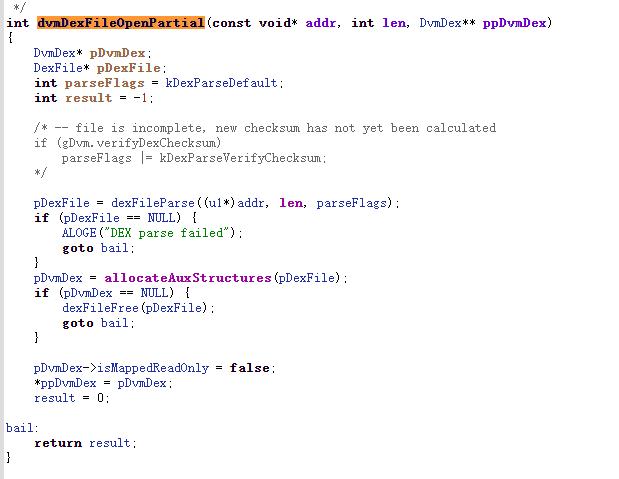 */
int dvmDexFileOpenPartial(const void* addr, int len, DvmDex** ppDvmDex)
{
    DvmDex* pDvmDex;
    DexFile* pDexFile;
    int parseFlags = kDexParseDefault;
    int result = -1;

    /* -- file is incomplete, new checksum has not yet been calculated
    if (gDvm.verifyDexChecksum)
        parseFlags |= kDexParseVerifyChecksum;
    */

    pDexFile = dexFileParse((u1*)addr, len, parseFlags);
    if (pDexFile == NULL) {
        ALOGE("DEX parse failed");
        goto bail;
    }
    pDvmDex = allocateAuxStructures(pDexFile);
    if (pDvmDex == NULL) {
        dexFileFree(pDexFile);
        goto bail;
    }

    pDvmDex->isMappedReadOnly = false;
    *ppDvmDex = pDvmDex;
    result = 0;

bail:
    return result;
}